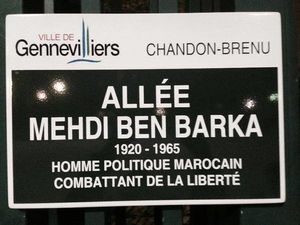 VILLE DE
Gennevilliers
CHANDON-BRENU
ALLÉE
MEHDI BEN BARKA
1920 - 1965
HOMME POLITIQUE MAROCAIN
COMBATTANT DE LA LIBERTÉ